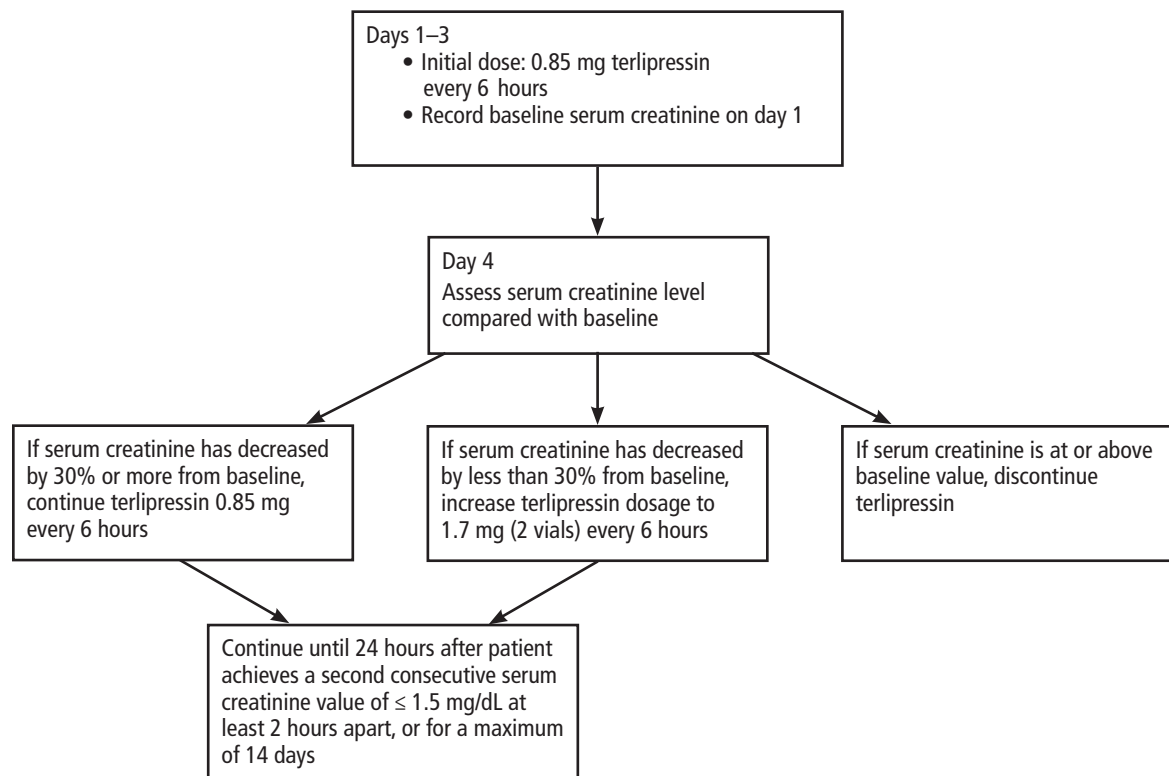 Days 1–3
• Initial dose: 0.85 mg terlipressin
every 6 hours
• Record baseline serum creatinine on day 1
Day 4
Assess serum creatinine level
compared with baseline
If serum creatinine has decreased
by 30% or more from baseline,
continue terlipressin 0.85 mg
every 6 hours
If serum creatinine has decreased
by less than 30% from baseline,
increase terlipressin dosage to
1.7 mg (2 vials) every 6 hours
If serum creatinine is at or above
baseline value, discontinue
terlipressin
Continue until 24 hours after patient
achieves a second consecutive serum
creatinine value of ≤ 1.5 mg/dL at
least 2 hours apart, or for a maximum
of 14 days